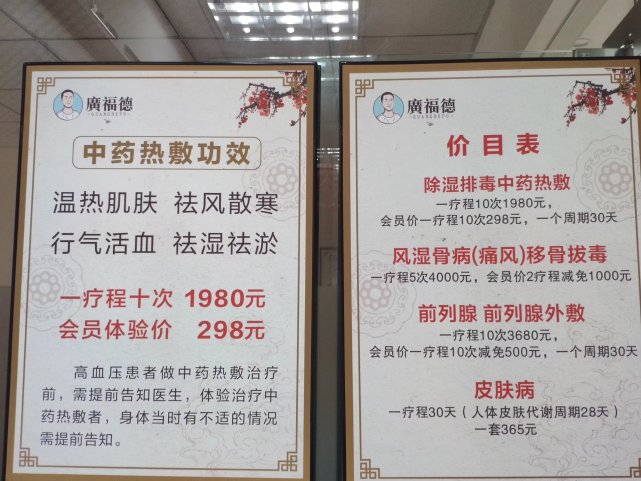 廣福德
GUANGDEFU
中药热敷功效
温热肌肤 祛风散寒
行气活血 祛湿祛淤
一疗程十次 1980元
会员体验价 298元
高血压患者做中药热敷治疗
前，需提前告知医生，体验治疗中
药热敷者，身体当时有不适的情况
需提前告知。
廣福德
GUANGDEFU
价目表
除湿排毒中药热敷
一疗程10次1980元，
会员价一疗程10次298元，一个周期30天
风湿骨病(痛风)移骨拔毒
一疗程5次4000元，会员价2疗程减免1000元
前列腺 前列腺外敷
一疗程10次3680元，
会员价一疗程10次减免500元，一个周期30天
皮肤病
一疗程30天（人体皮肤代谢周期28天）
一套365元